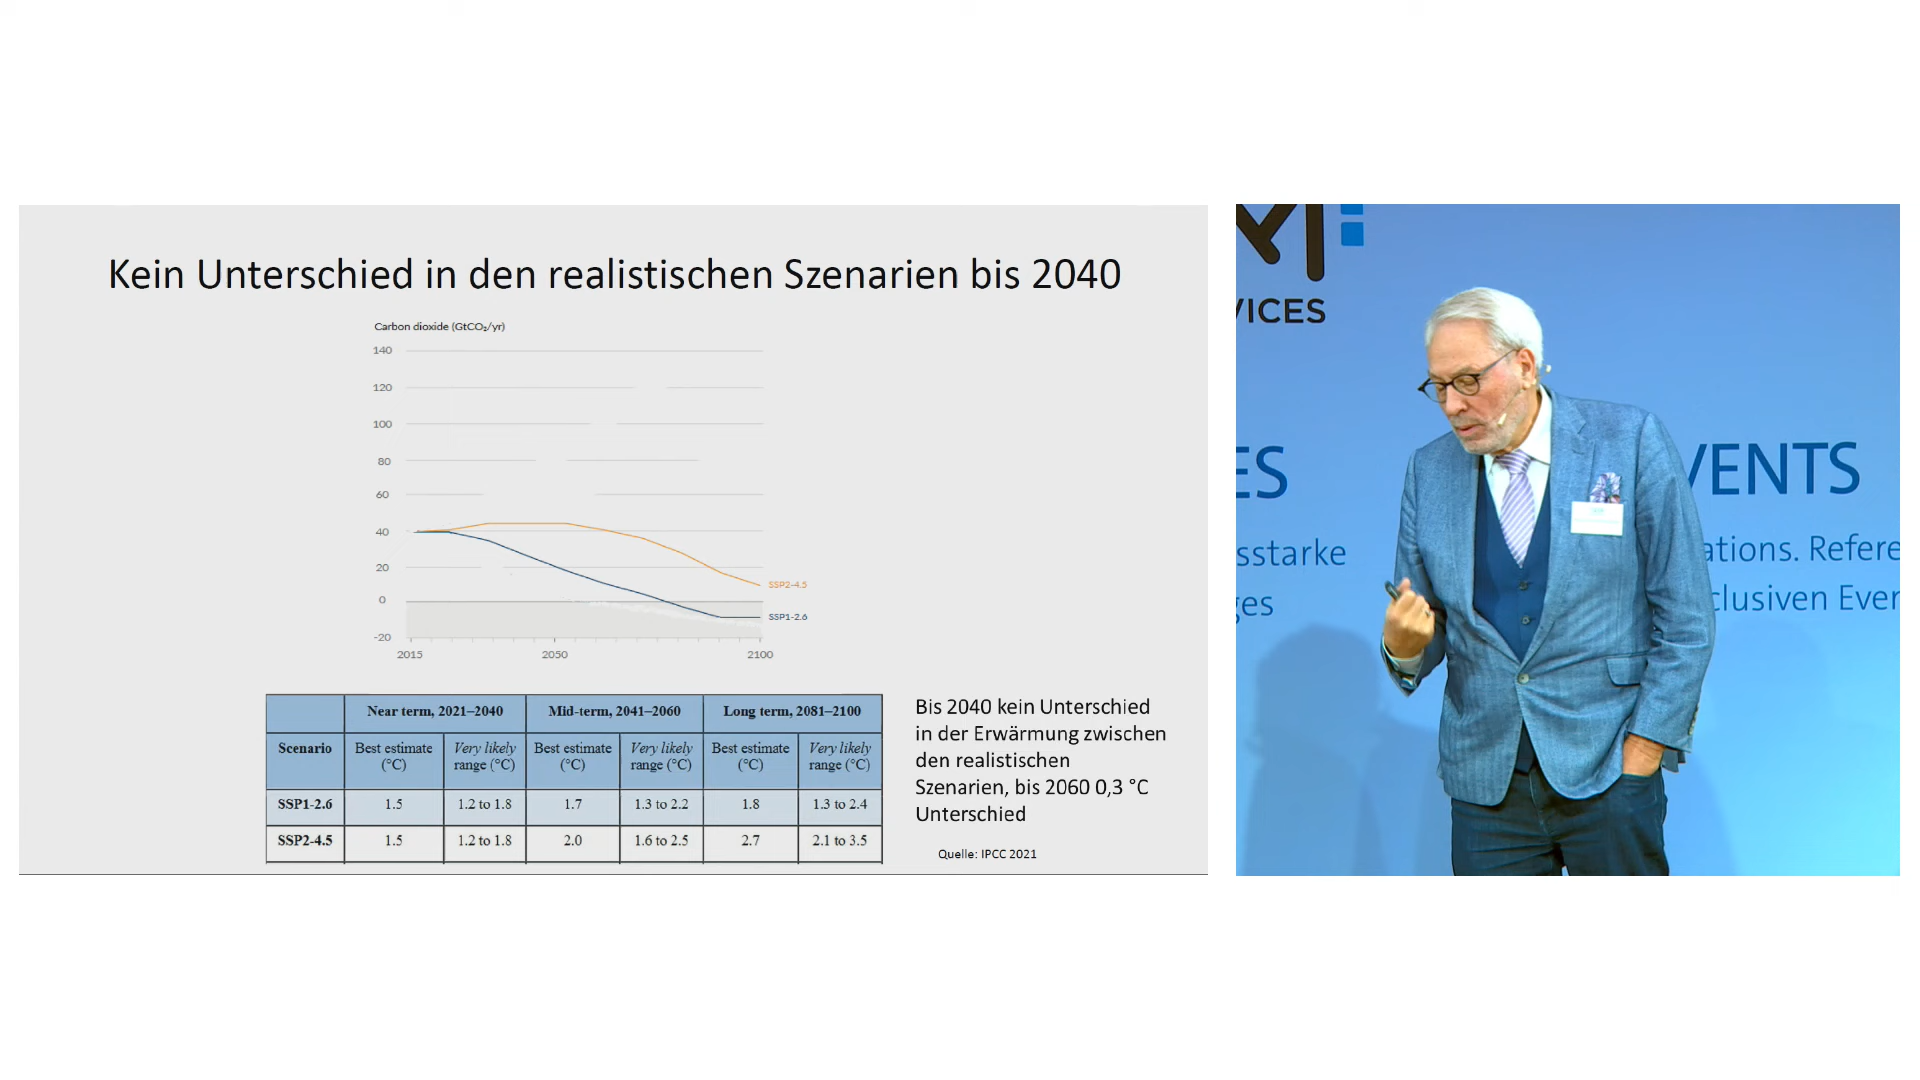 Kein Unterschied in den realistischen Szenarien bis 2040
Carbon dioxide (GtCO₂/yr)
140
120
100
80
60
40
20
0
-20
2015 2050 2100
SSP2-4.5
SSP1-2.6
Near term, 2021–2040 Mid-term, 2041–2060 Long term, 2081–2100
Scenario Best estimate (°C) Very likely range (°C) Best estimate (°C) Very likely range (°C) Best estimate (°C) Very likely range (°C)
SSP1-2.6 1.5 1.2 to 1.8 1.7 1.3 to 2.2 1.8 1.3 to 2.4
SSP2-4.5 1.5 1.2 to 1.8 2.0 1.6 to 2.5 2.7 2.1 to 3.5
Bis 2040 kein Unterschied
in der Erwärmung zwischen
den realistischen
Szenarien, bis 2060 0,3 °C
Unterschied
Quelle: IPCC 2021
VICES
ES
VENTS
sstarke
ations. Refere
ges
clusiven Ever